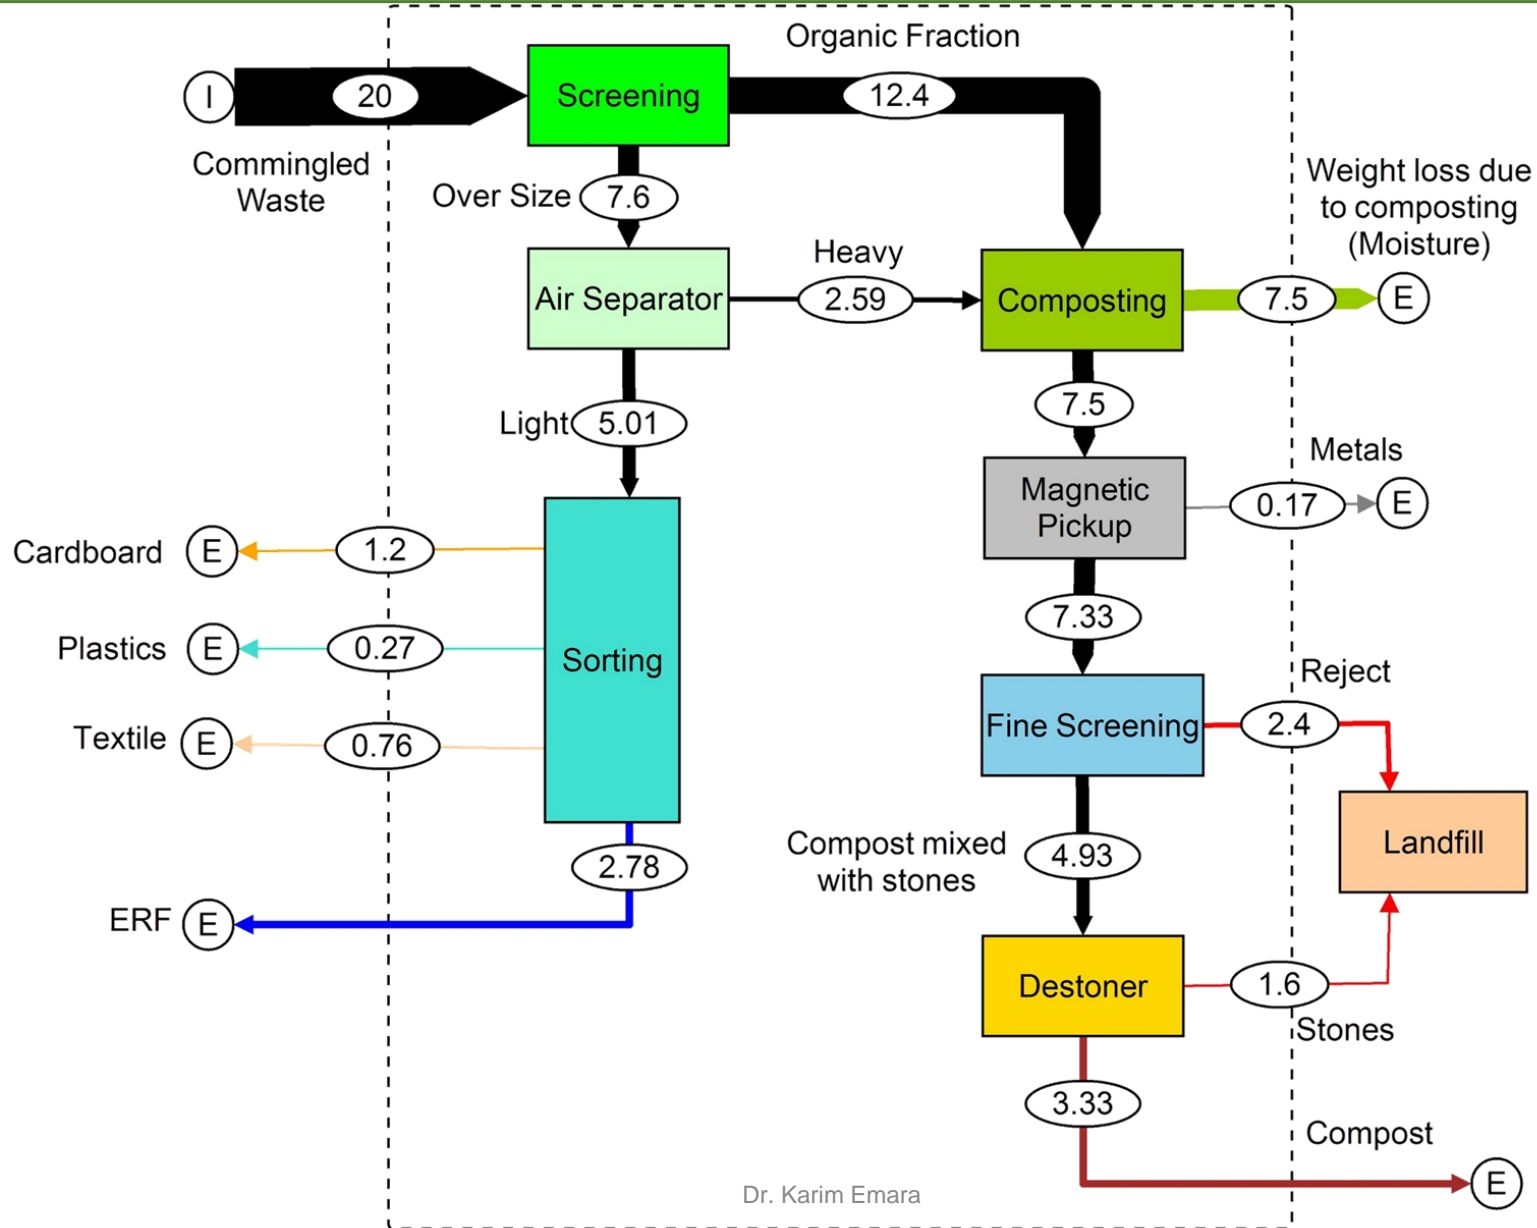 Organic Fraction
I
20
Screening
12.4
Commingled
Waste
Over Size
7.6
Weight loss due
to composting
(Moisture)
Air Separator
Heavy
2.59
Composting
7.5
E
Light
5.01
7.5
Metals
Magnetic
Pickup
0.17
E
Cardboard
E
1.2
Plastics
E
0.27
Sorting
Textile
E
0.76
7.33
Reject
Fine Screening
2.4
2.78
Compost mixed
with stones
4.93
Landfill
ERF
E
Destoner
1.6
Stones
3.33
Compost
E
Dr. Karim Emara